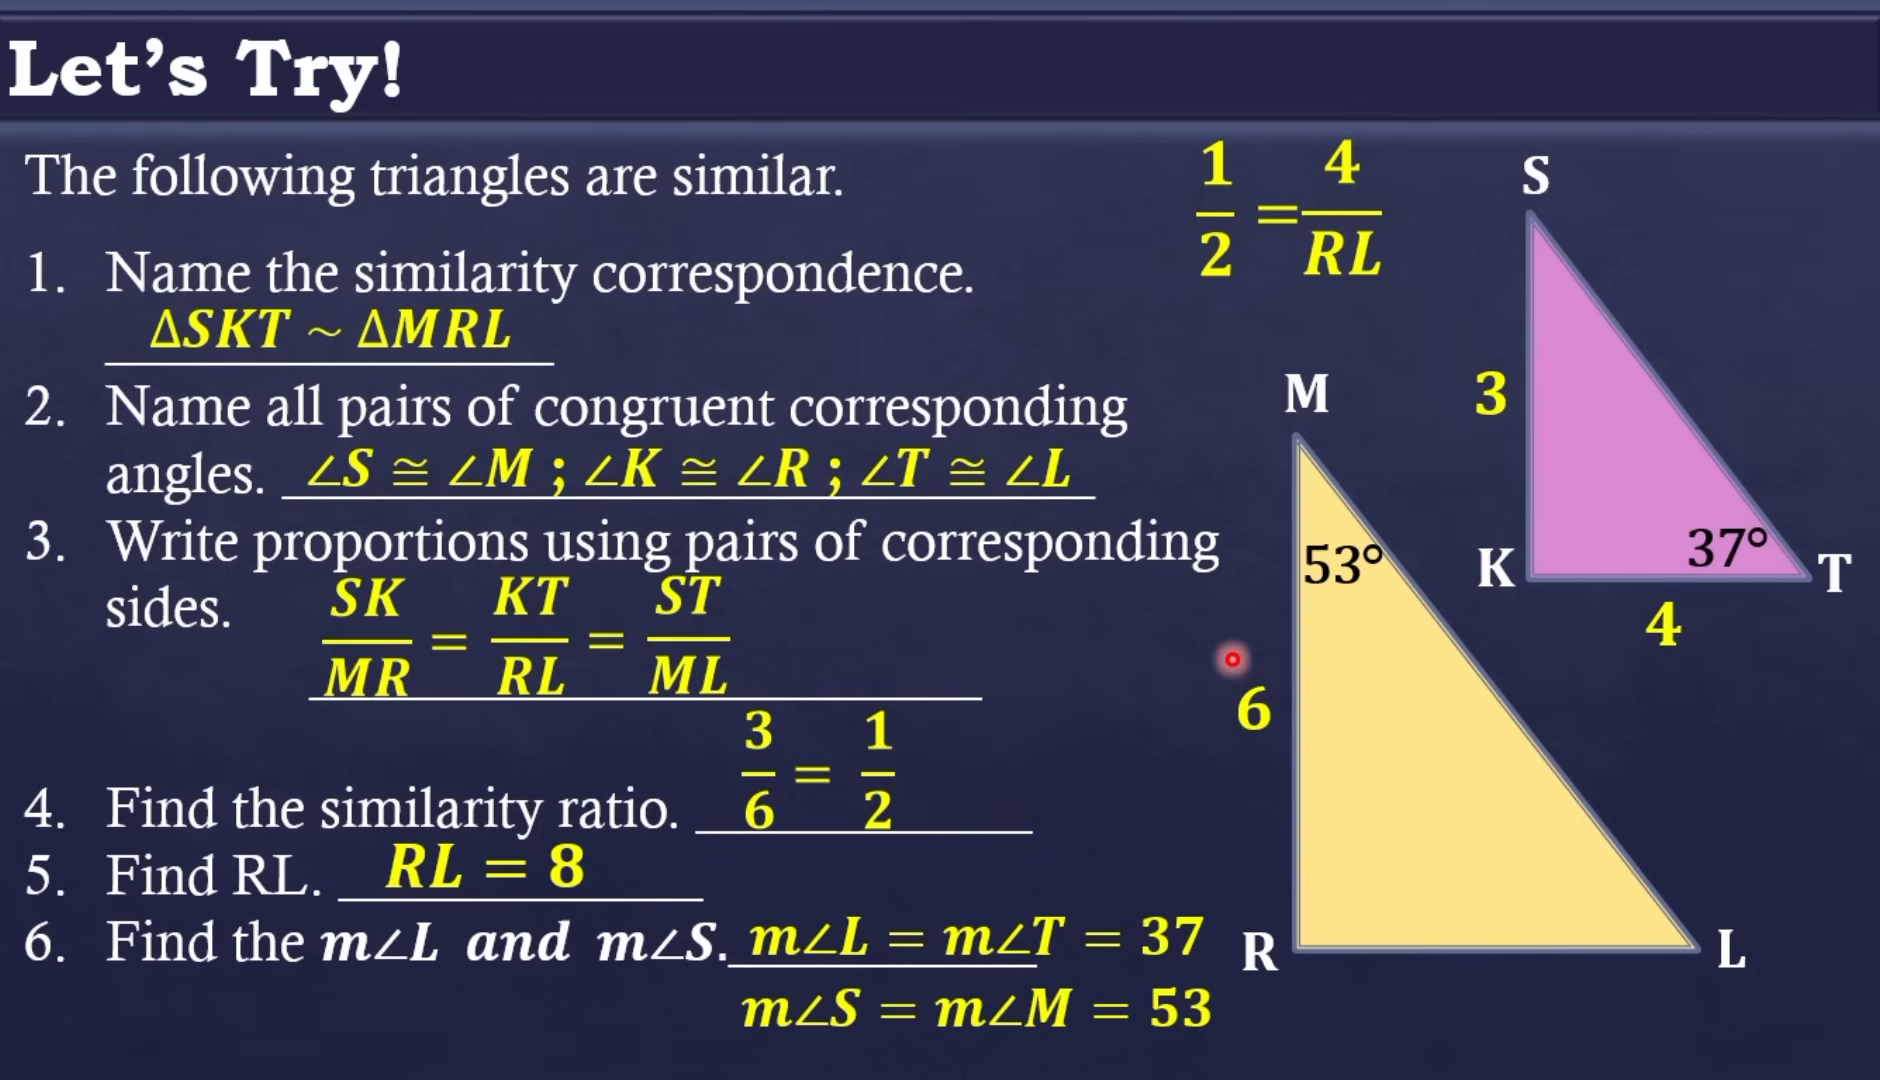 Let’s Try!
The following triangles are similar.
1. Name the similarity correspondence.
ΔSKT ~ ΔMRL
2. Name all pairs of congruent corresponding
angles. ∠S ≅ ∠M ; ∠K ≅ ∠R ; ∠T ≅ ∠L
3. Write proportions using pairs of corresponding
sides.
SK/MR = KT/RL = ST/ML
4. Find the similarity ratio. 3/6 = 1/2
5. Find RL. RL = 8
6. Find the m∠L and m∠S. m∠L = m∠T = 37
m∠S = m∠M = 53
1/2 = 4/RL
S
3
K
37°
T
4
M
53°
6
R
L